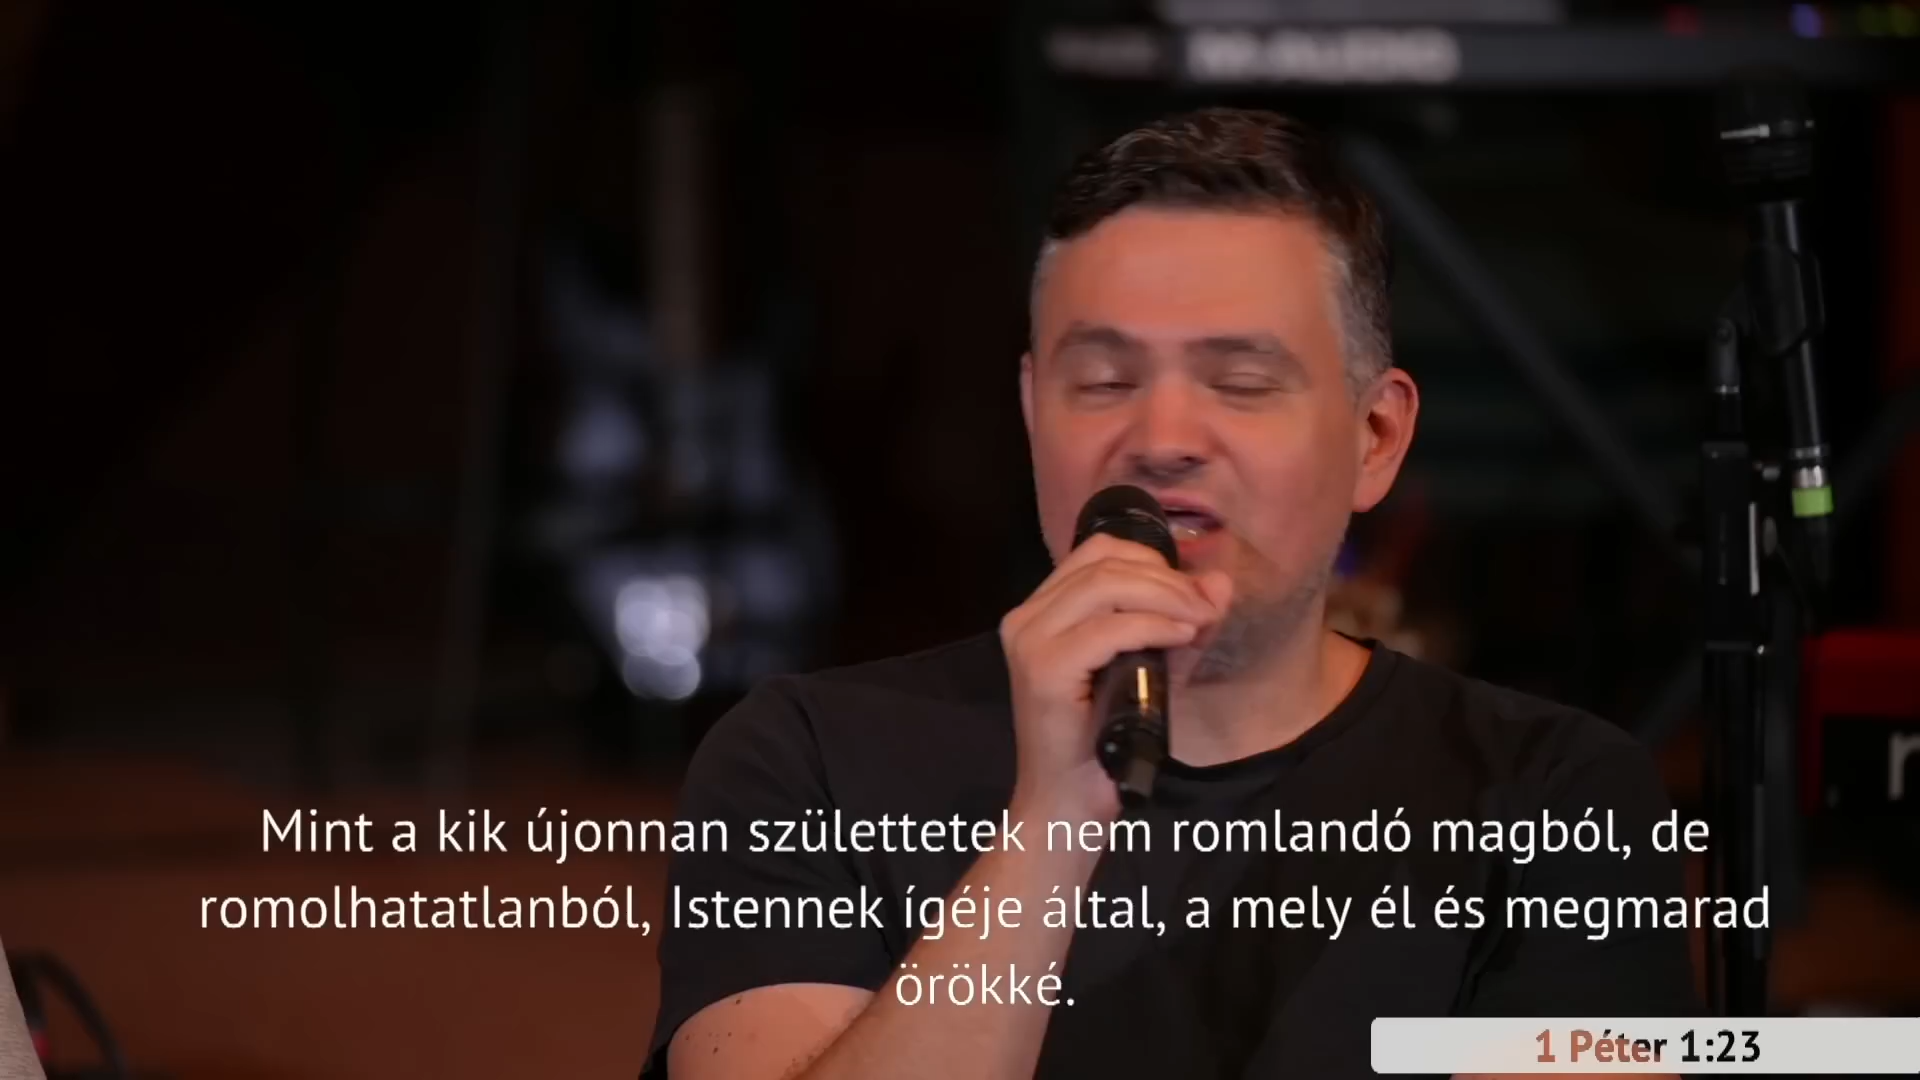 M-AUDIO
Mint a kik újonnan születtetek nem romlandó magból, de
romolhatatlanból, Istennek ígéje által, a mely él és megmarad
örökké.
1 Péter 1:23